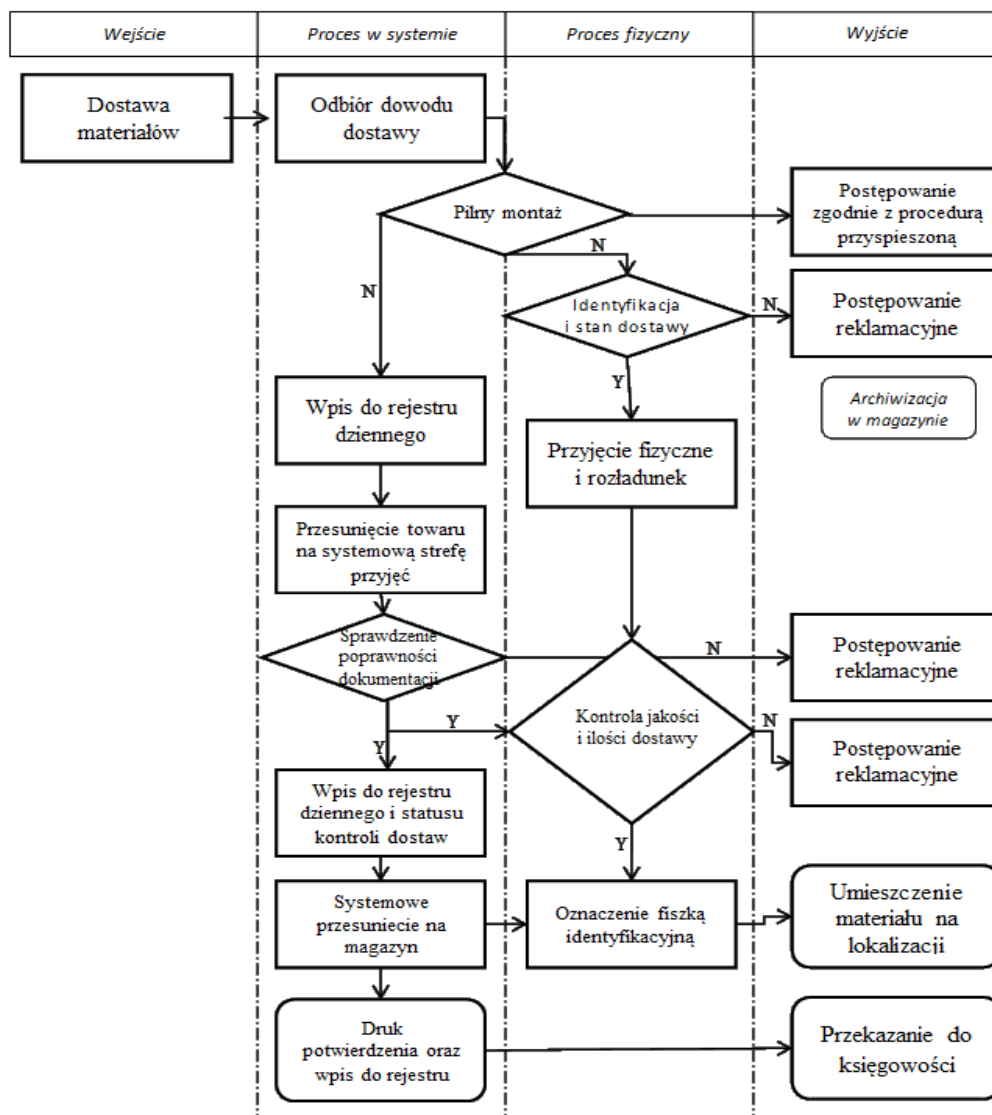 Wejście
Proces w systemie
Proces fizyczny
Wyjście
Dostawa
materiałów
Odbiór dowodu
dostawy
Pilny montaż
Postępowanie
zgodnie z procedurą
przyspieszoną
N
N
Identyfikacja
i stan dostawy
N
Postępowanie
reklamacyjne
Y
Archiwizacja
w magazynie
Wpis do rejestru
dziennego
Przyjęcie fizyczne
i rozładunek
Przesunięcie towaru
na systemową strefę
przyjęć
Sprawdzenie
poprawności
dokumentacji
N
Postępowanie
reklamacyjne
Y
Y
Kontrola jakości
i ilości dostawy
N
Postępowanie
reklamacyjne
Wpis do rejestru
dziennego i statusu
kontroli dostaw
Y
Systemowe
przesuniecie na
magazyn
Oznaczenie fiszką
identyfikacyjną
Umieszczenie
materiału na
lokalizacji
Druk
potwierdzenia oraz
wpis do rejestru
Przekazanie do
księgowości